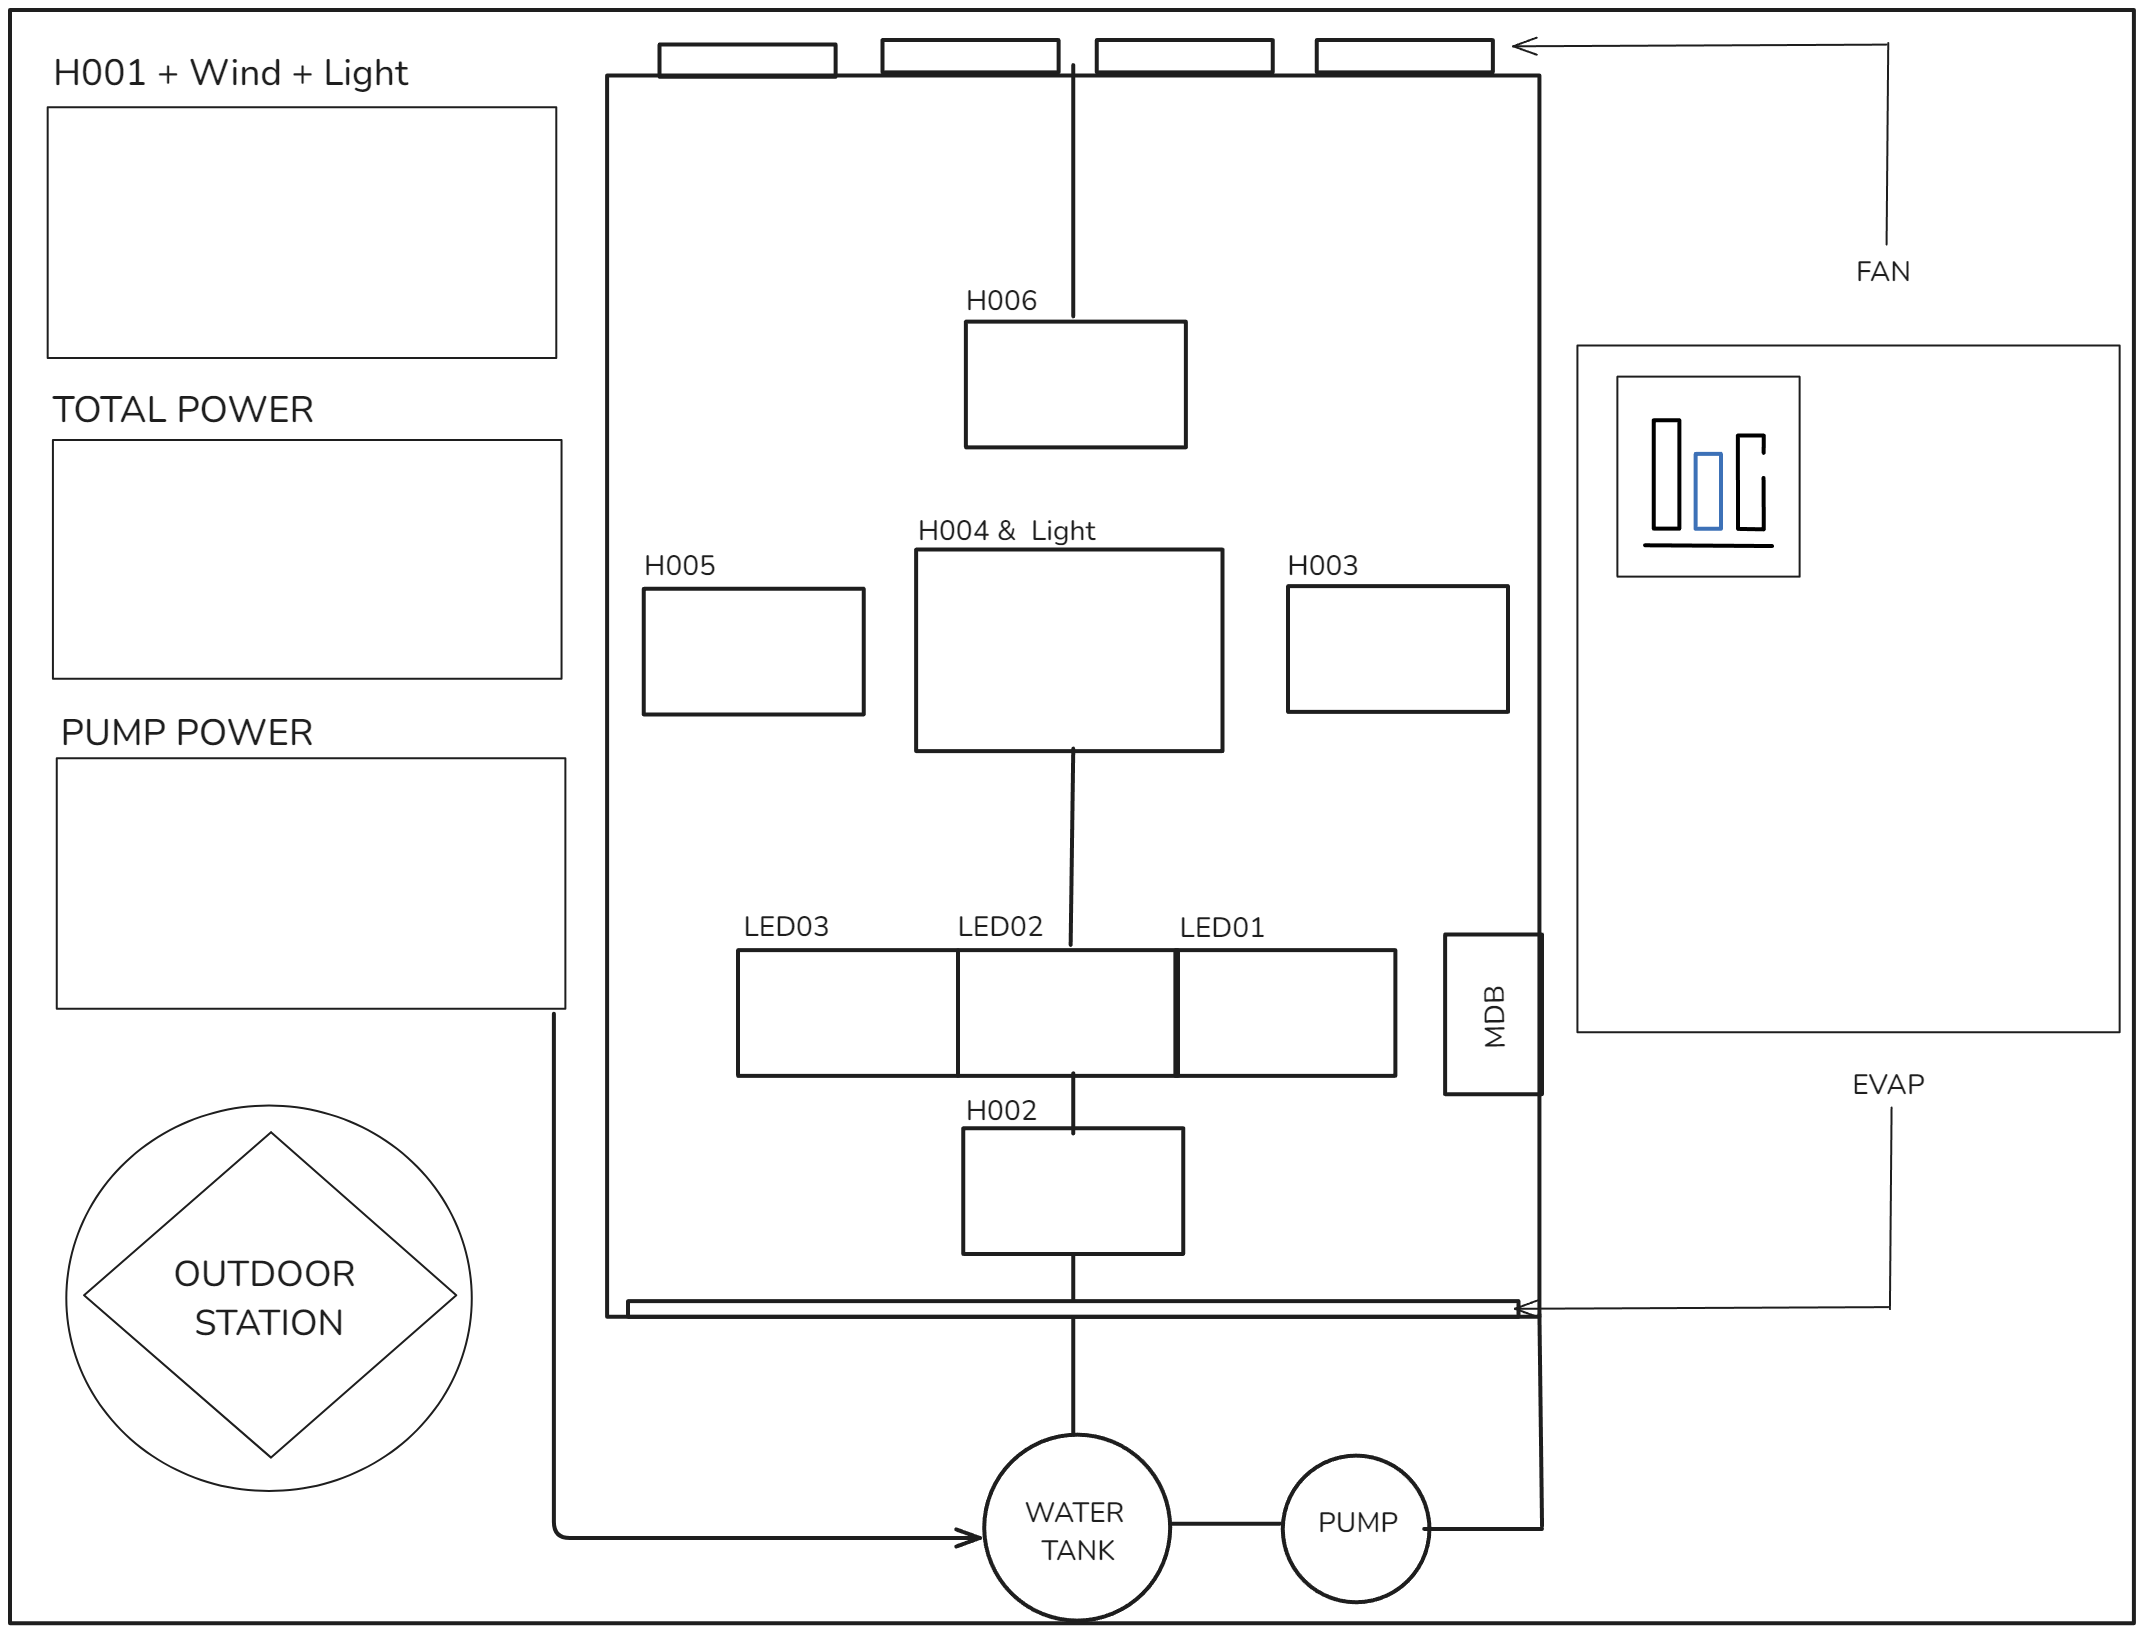 H001 + Wind + Light
FAN
H006
TOTAL POWER
H004 & Light
H005
H003
PUMP POWER
LED03
LED02
LED01
MDB
EVAP
H002
OUTDOOR
STATION
WATER
TANK
PUMP